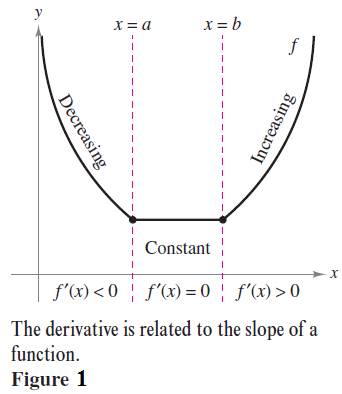 y
x = a
x = b
f
Decreasing
Increasing
Constant
x
f′(x) < 0
f′(x) = 0
f′(x) > 0
The derivative is related to the slope of a
function.
Figure 1